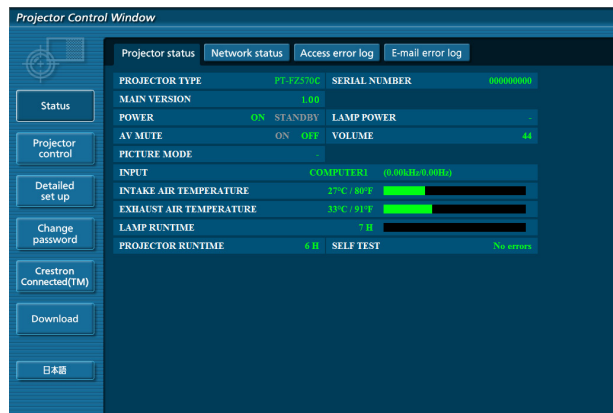 Projector Control Window
Projector status Network status Access error log E-mail error log
PROJECTOR TYPE PT-FZ570C SERIAL NUMBER 000000000
MAIN VERSION 1.00
Status
POWER ON STANDBY LAMP POWER -
AV MUTE ON OFF VOLUME 44
Projector
control
PICTURE MODE -
INPUT COMPUTER1 (0.00kHz/0.00Hz)
Detailed
set up
INTAKE AIR TEMPERATURE 27°C / 80°F
EXHAUST AIR TEMPERATURE 33°C / 91°F
Change
password
LAMP RUNTIME 7 H
PROJECTOR RUNTIME 6 H SELF TEST No errors
Crestron
Connected(TM)
Download
日本語